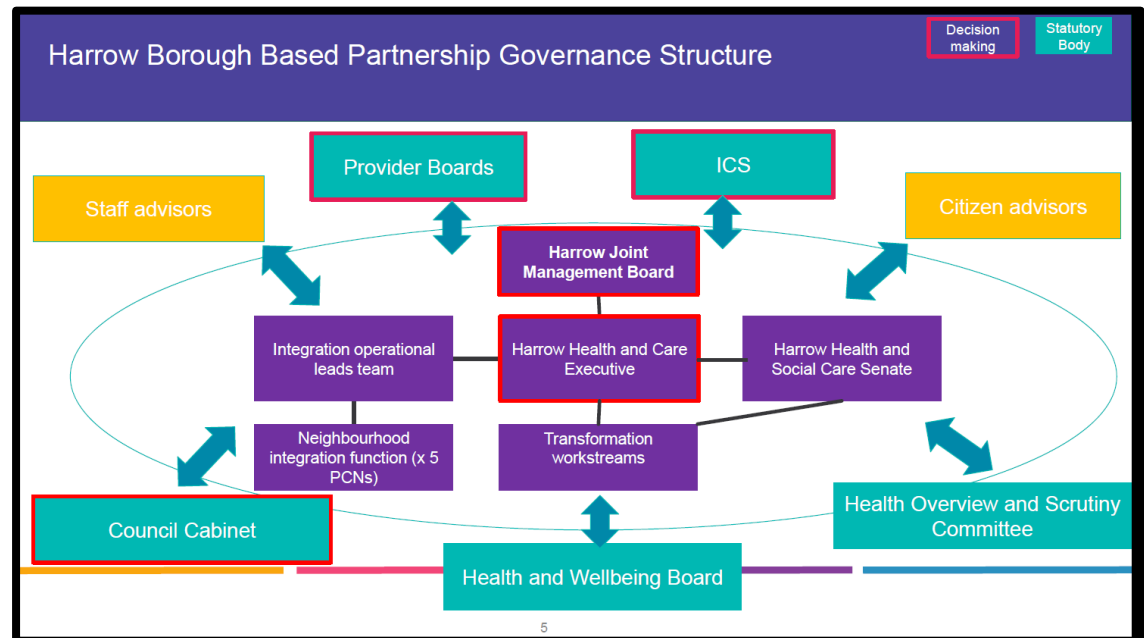 Harrow Borough Based Partnership Governance Structure
Decision
making
Statutory
Body
Provider Boards
ICS
Staff advisors
Citizen advisors
Harrow Joint
Management Board
Integration operational
leads team
Harrow Health and Care
Executive
Harrow Health and
Social Care Senate
Neighbourhood
integration function (x 5
PCNs)
Transformation
workstreams
Council Cabinet
Health Overview and Scrutiny
Committee
Health and Wellbeing Board
5